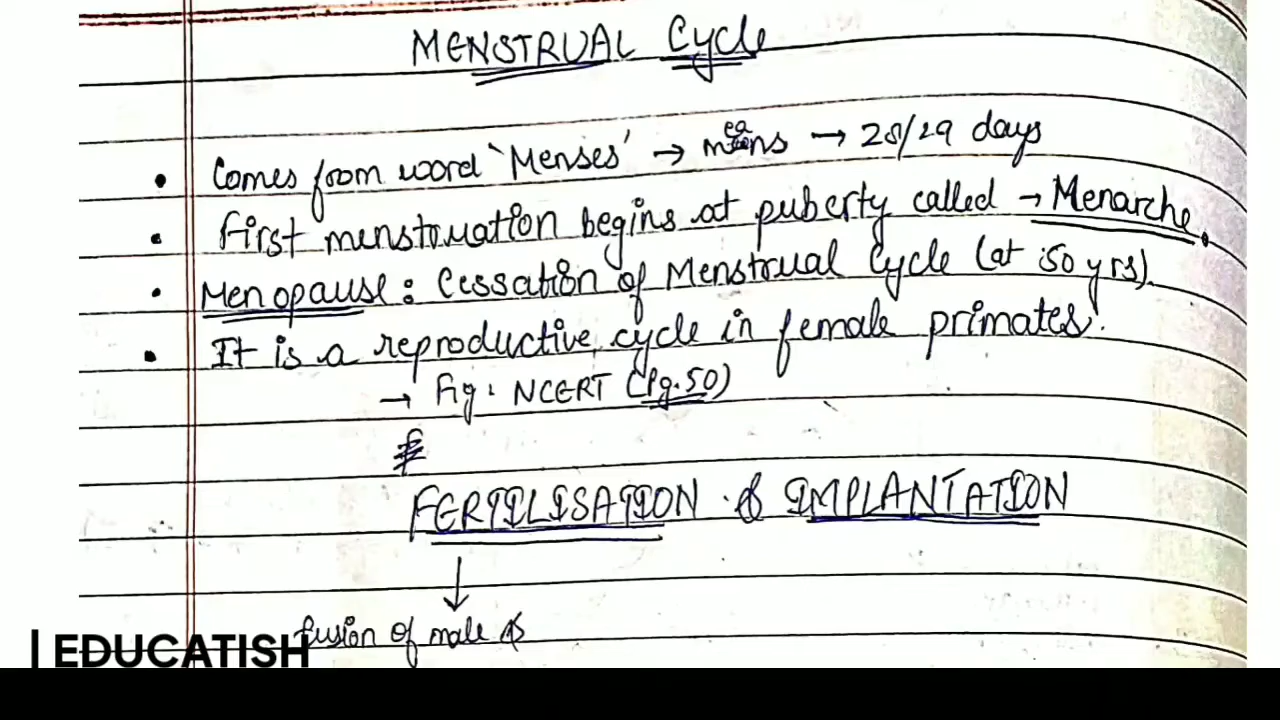 MENSTRUAL Cycle
• Comes from word 'Menses' → means → 28/29 days
• first menstruation begins at puberty called → Menarche.
• Menopause: Cessation of Menstrual Cycle (at 50 yrs).
• It is a reproductive cycle in female primates.
→ Fig: NCERT (Pg.50)
FERTILISATION & IMPLANTATION
↓
fusion of male &
| EDUCATISH